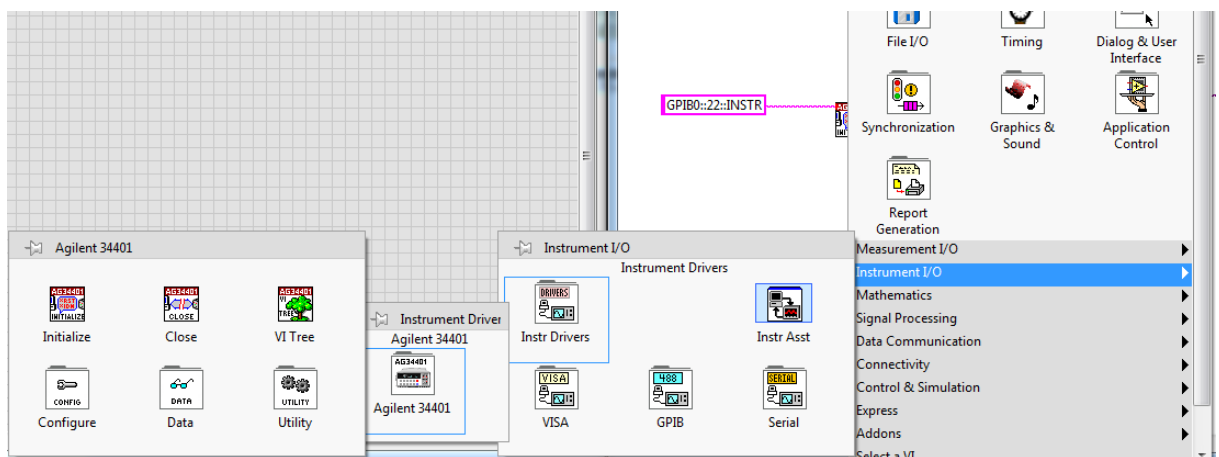 File I/O
Timing
Dialog & User
Interface
GPIB0::22::INSTR
Synchronization
Graphics &
Sound
Application
Control
Report
Generation
Measurement I/O
Instrument I/O
Mathematics
Signal Processing
Data Communication
Connectivity
Control & Simulation
Express
Addons
Select a VI
Instrument I/O
Instrument Drivers
DRIVERS
Instr Drivers
Instr Asst
VISA
VISA
488
GPIB
SERIAL
Serial
Instrument Driver
Agilent 34401
AG34401
Agilent 34401
Agilent 34401
AG34401
INITIALIZE
Initialize
AG34401
CLOSE
Close
AG34401
VI
TREE
VI Tree
CONFIG
Configure
DATA
Data
UTILITY
Utility